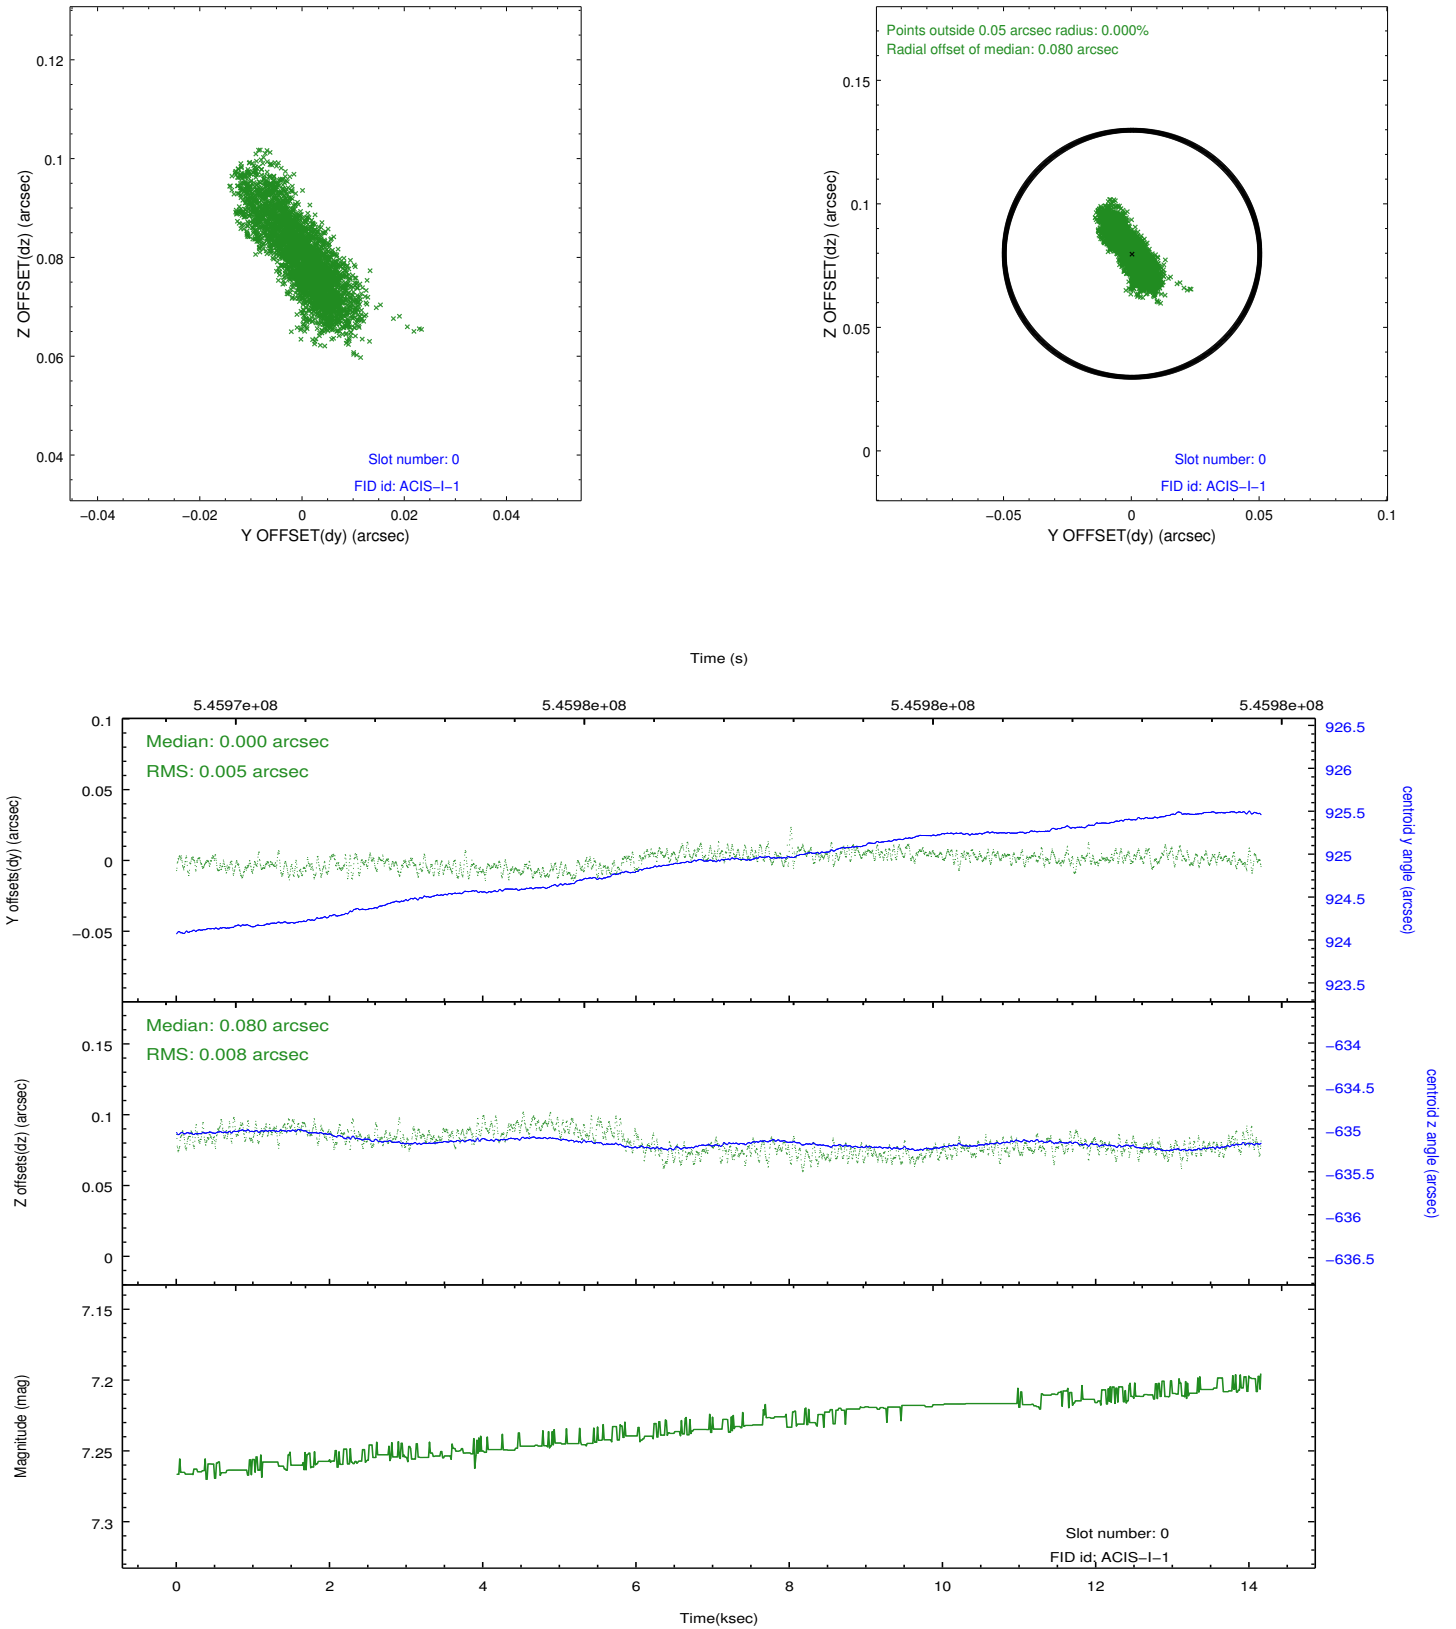 0.12
0.1
0.08
0.06
0.04
Z OFFSET(dz) (arcsec)
Slot number: 0
FID id: ACIS−I−1
−0.04
−0.02
0
0.02
0.04
Y OFFSET(dy) (arcsec)
Points outside 0.05 arcsec radius: 0.000%
Radial offset of median: 0.080 arcsec
0.15
0.1
0.05
0
Z OFFSET(dz) (arcsec)
Slot number: 0
FID id: ACIS−I−1
−0.05
0
0.05
0.1
Y OFFSET(dy) (arcsec)
Time (s)
5.4597e+08
5.4598e+08
5.4598e+08
5.4598e+08
Median: 0.000 arcsec
RMS: 0.005 arcsec
0.1
0.05
0
−0.05
Y offsets(dy) (arcsec)
926.5
926
925.5
925
924.5
924
923.5
centroid y angle (arcsec)
Median: 0.080 arcsec
RMS: 0.008 arcsec
0.15
0.1
0.05
0
Z offsets(dz) (arcsec)
−634
−634.5
−635
−635.5
−636
−636.5
centroid z angle (arcsec)
7.15
7.2
7.25
7.3
Magnitude (mag)
Slot number: 0
FID id: ACIS−I−1
0
2
4
6
8
10
12
14
Time(ksec)